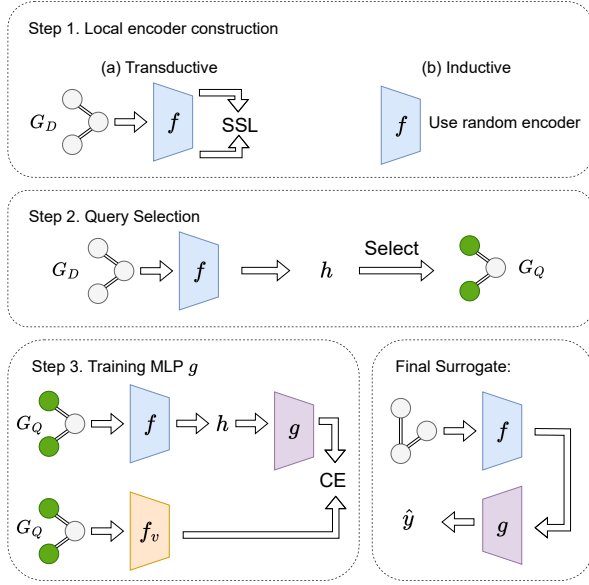 Step 1. Local encoder construction
(a) Transductive
(b) Inductive
G_D
f
SSL
f
Use random encoder
Step 2. Query Selection
G_D
f
h
Select
G_Q
Step 3. Training MLP g
G_Q
f
h
g
CE
G_Q
f_v
Final Surrogate:
f
ŷ
g